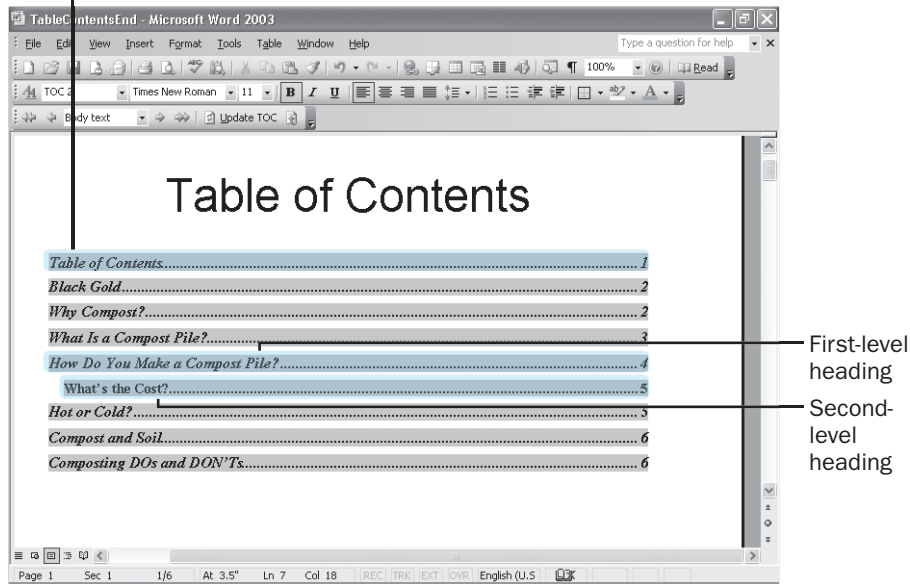 TableContentsEnd - Microsoft Word 2003
File Edit View Insert Format Tools Table Window Help Type a question for help
100% Read
TOC 2 Times New Roman 11 B I U
Body text Update TOC
Table of Contents
Table of Contents.......................................................... 1
Black Gold.......................................................... 2
Why Compost?.......................................................... 2
What Is a Compost Pile?.......................................................... 3
How Do You Make a Compost Pile?.......................................................... 4
What's the Cost?.......................................................... 5
Hot or Cold?.......................................................... 5
Compost and Soil.......................................................... 6
Composting DOs and DON'Ts.......................................................... 6
First-level
heading
Second-
level
heading
Page 1 Sec 1 1/6 At 3.5" Ln 7 Col 18 REC TRK EXT OVR English (U.S